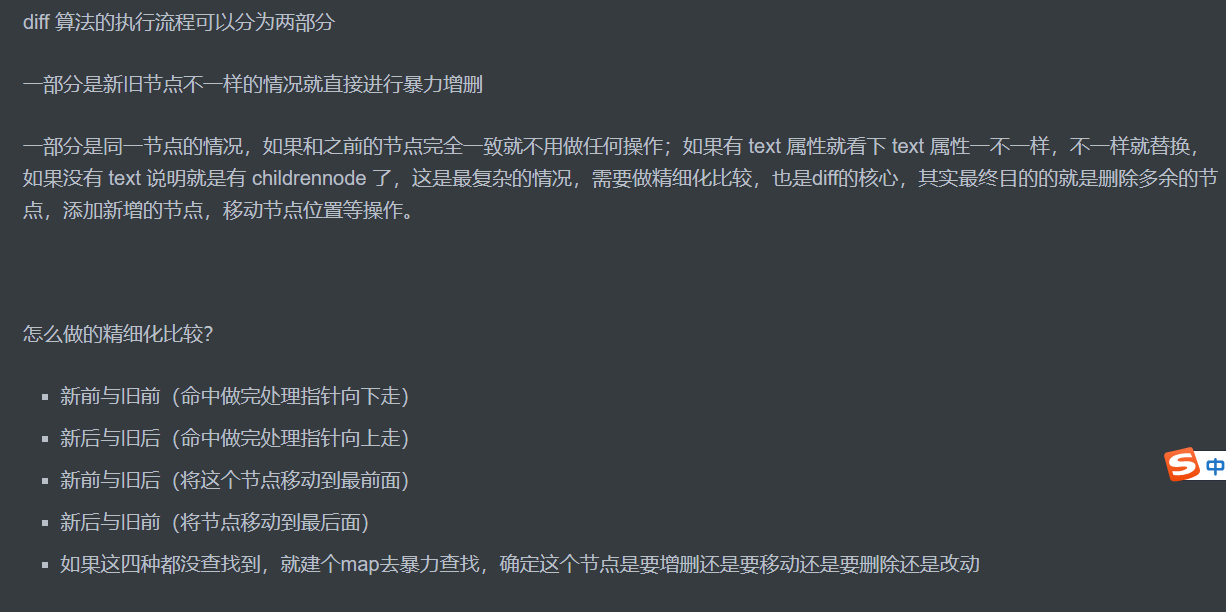 diff 算法的执行流程可以分为两部分
一部分是新旧节点不一样的情况就直接进行暴力增删
一部分是同一节点的情况，如果和之前的节点完全一致就不用做任何操作；如果有 text 属性就看下 text 属性一不一样，不一样就替换，
如果没有 text 说明就是有 childrennode 了，这是最复杂的情况，需要做精细化比较，也是diff的核心，其实最终目的的就是删除多余的节
点，添加新增的节点，移动节点位置等操作。
怎么做的精细化比较？
▪ 新前与旧前（命中做完处理指针向下走）
▪ 新后与旧后（命中做完处理指针向上走）
▪ 新前与旧后（将这个节点移动到最前面）
▪ 新后与旧前（将节点移动到最后面）
▪ 如果这四种都没查找到，就建个map去暴力查找，确定这个节点是要增删还是要移动还是要删除还是改动
S 中